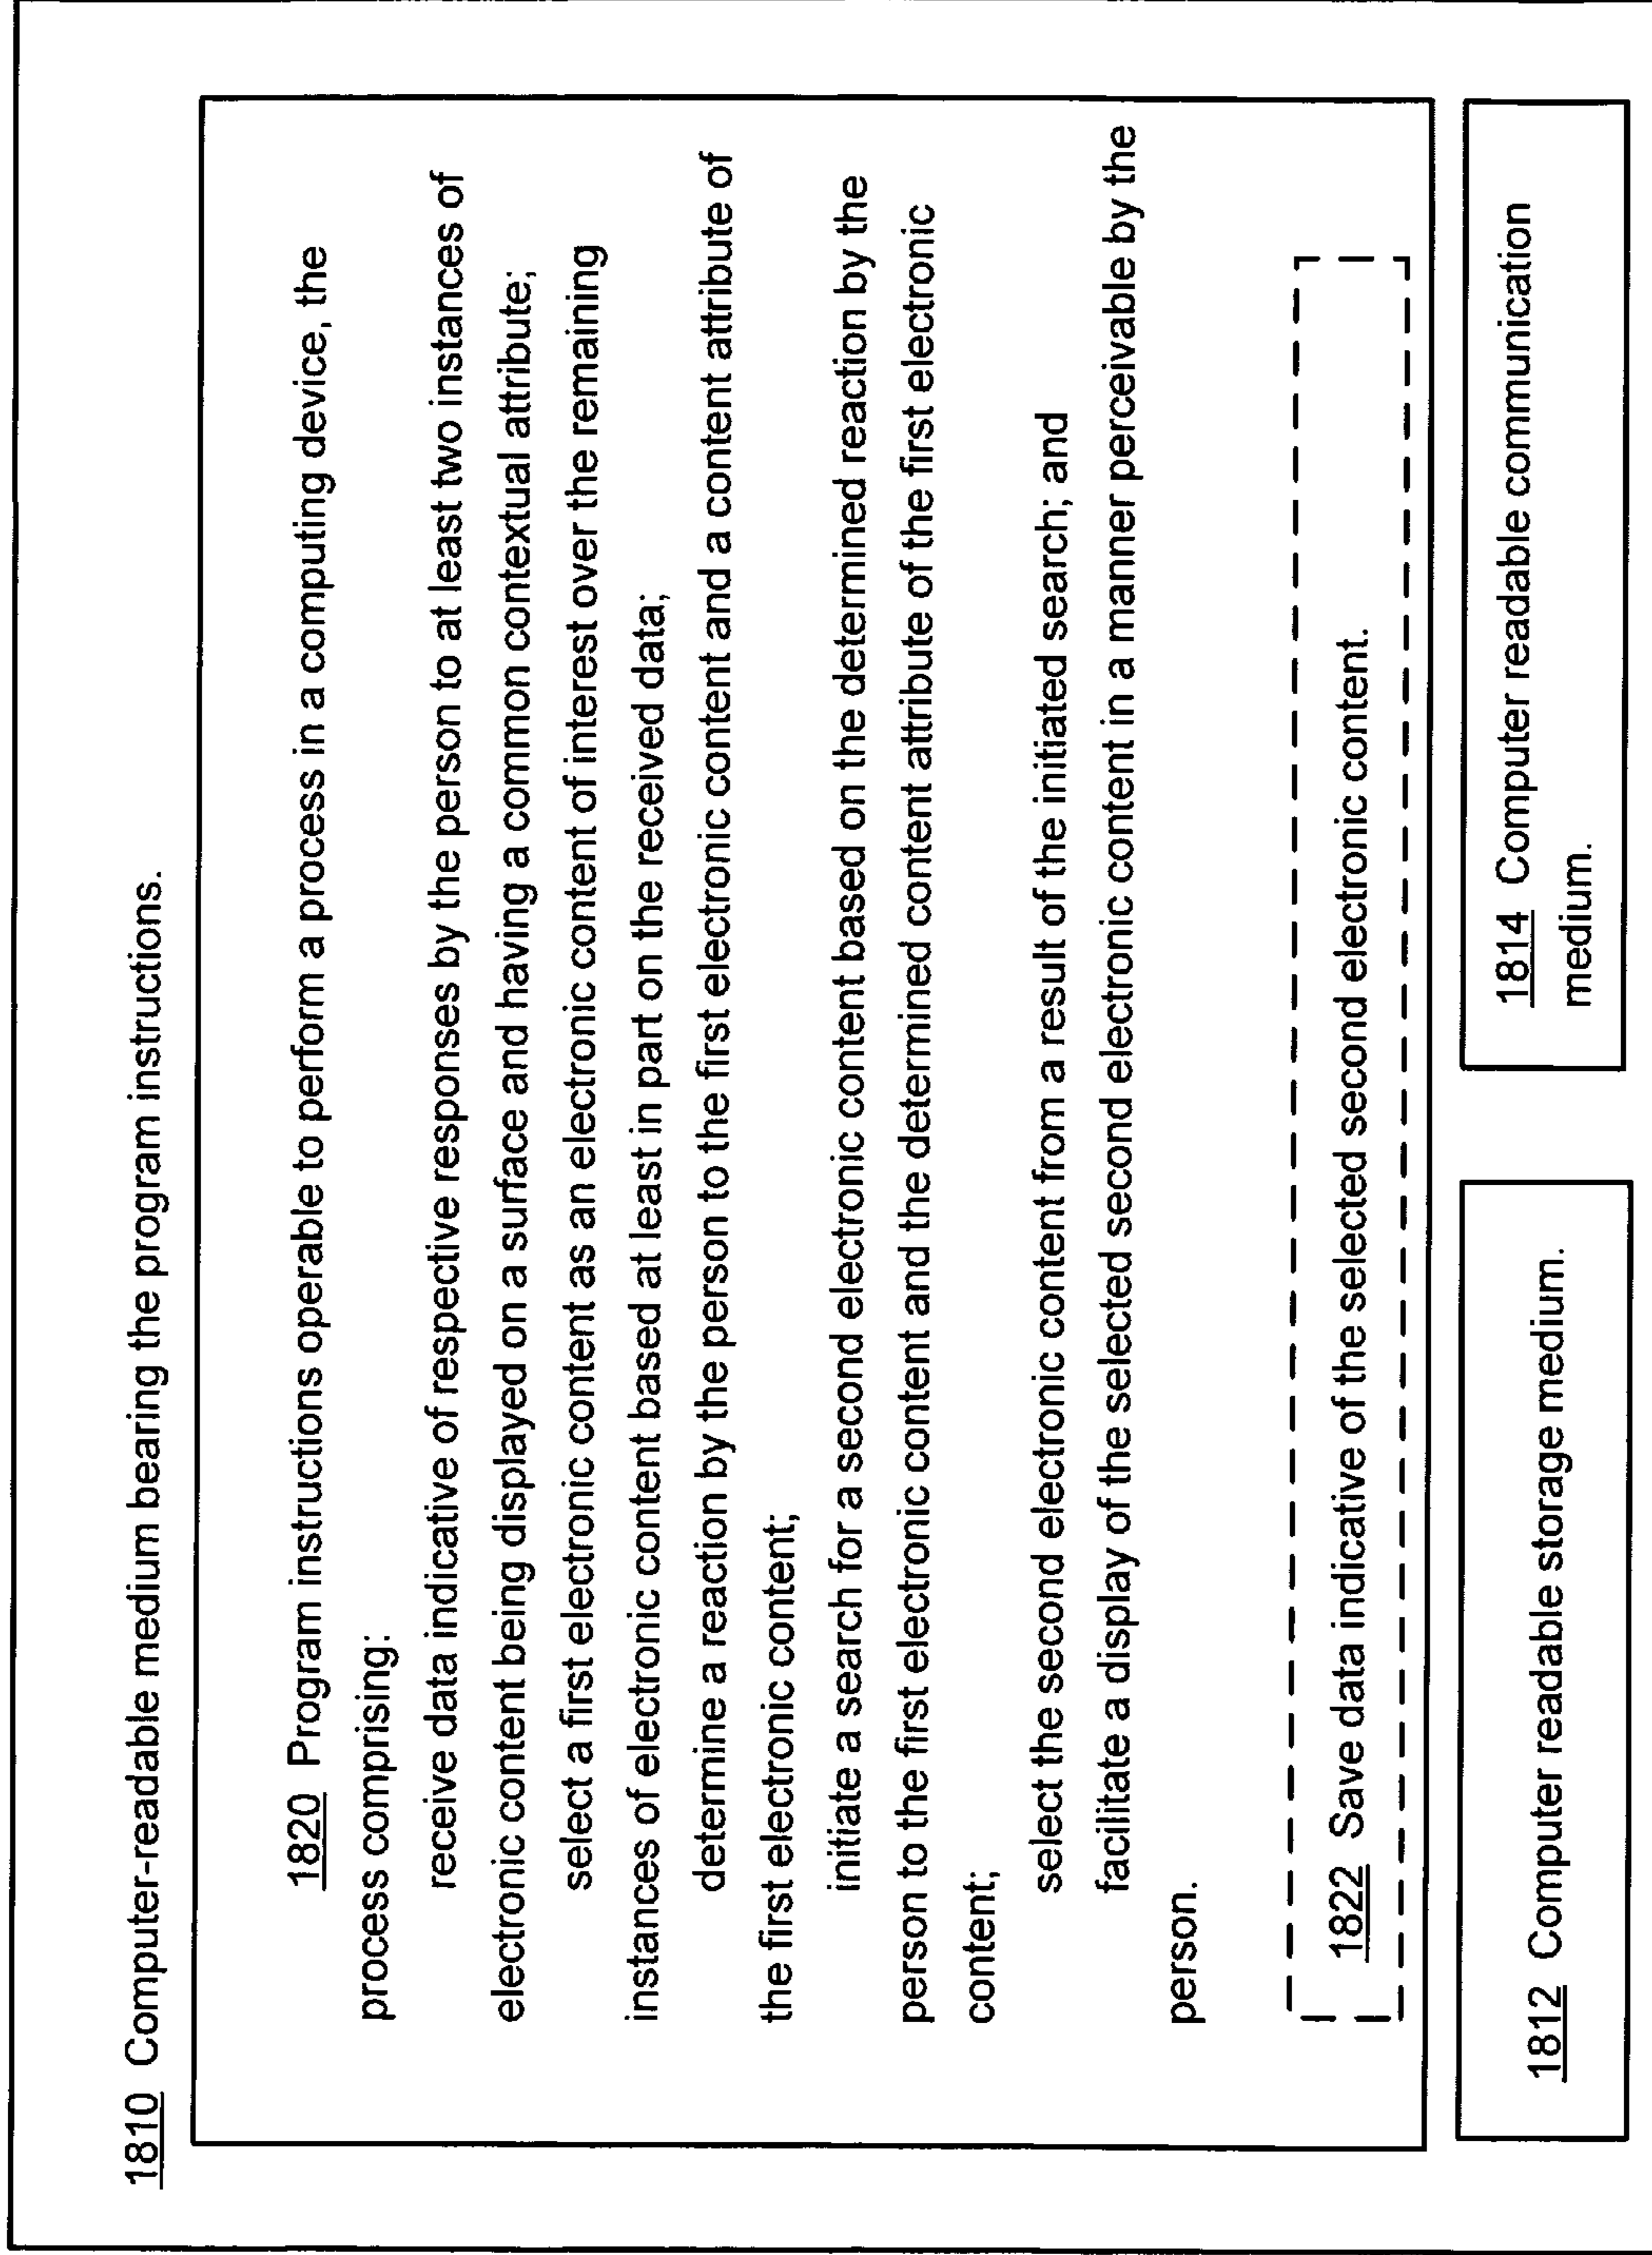 1810 Computer-readable medium bearing the program instructions.
1820 Program instructions operable to perform a process in a computing device, the
process comprising:
receive data indicative of respective responses by the person to at least two instances of
electronic content being displayed on a surface and having a common contextual attribute;
select a first electronic content as an electronic content of interest over the remaining
instances of electronic content based at least in part on the received data;
determine a reaction by the person to the first electronic content and a content attribute of
the first electronic content;
initiate a search for a second electronic content based on the determined reaction by the
person to the first electronic content and the determined content attribute of the first electronic
content;
select the second electronic content from a result of the initiated search; and
facilitate a display of the selected second electronic content in a manner perceivable by the
person.
1822 Save data indicative of the selected second electronic content.
1812 Computer readable storage medium.
1814 Computer readable communication
medium.